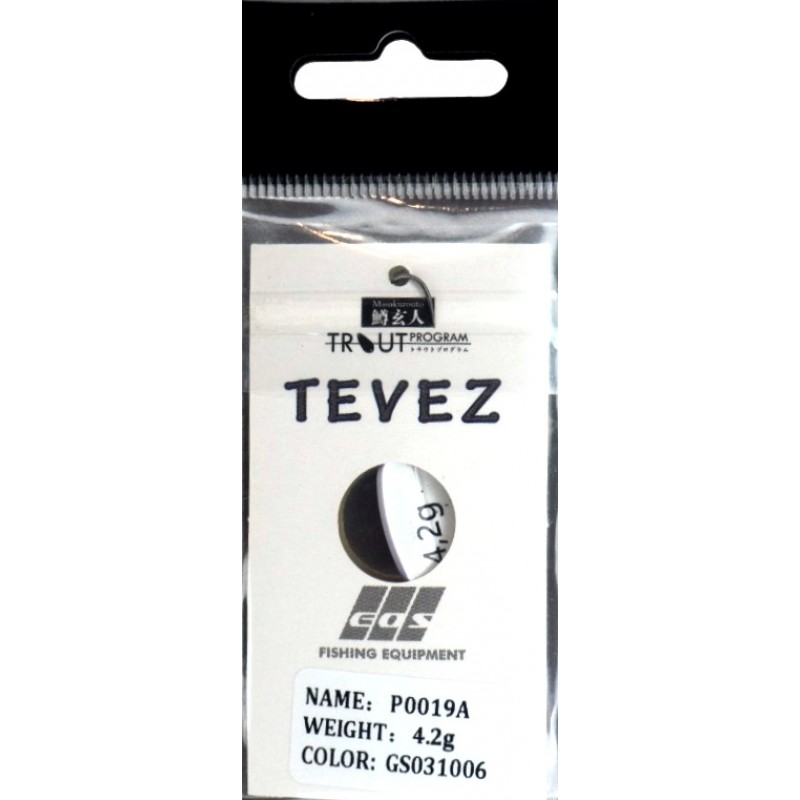 Masukurouto
鱒玄人
TROUT PROGRAM
トラウトプログラム
TEVEZ
4,2g
EOS
FISHING EQUIPMENT
NAME: P0019A
WEIGHT: 4.2g
COLOR: GS031006